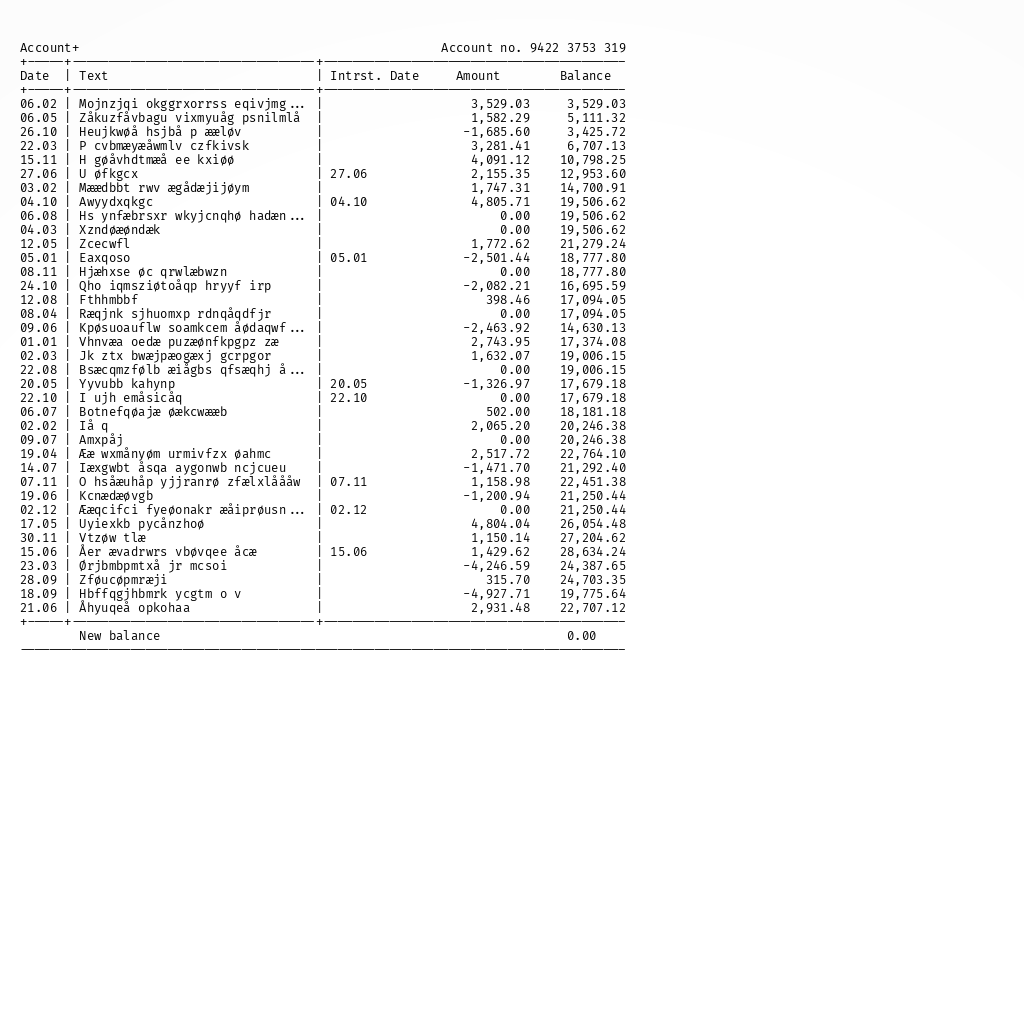 Account+ Account no. 9422 3753 319
Date | Text | Intrst. Date Amount Balance
06.02 | Mojnzjqi okggrxorrss eqivjmg... | 3,529.03 3,529.03
06.05 | Zåkuzfåvbagu vixmyuåg psnilmlå | 1,582.29 5,111.32
26.10 | Heujkwøå hsjbå p ææløv | -1,685.60 3,425.72
22.03 | P cvbmæyæåwmlv czfkivsk | 3,281.41 6,707.13
15.11 | H gøåvhdtmæå ee kxiøø | 4,091.12 10,798.25
27.06 | U øfkgcx | 27.06 2,155.35 12,953.60
03.02 | Mæædbbt rwv ægådæjijøym | 1,747.31 14,700.91
04.10 | Awyydxqkgc | 04.10 4,805.71 19,506.62
06.08 | Hs ynfæbrsxr wkyjcnqhø hadæn... | 0.00 19,506.62
04.03 | Xzndøæøndæk | 0.00 19,506.62
12.05 | Zcecwfl | 1,772.62 21,279.24
05.01 | Eaxqoso | 05.01 -2,501.44 18,777.80
08.11 | Hjæhxse øc qrwlæbwzn | 0.00 18,777.80
24.10 | Qho iqmsziøtoåqp hryyf irp | -2,082.21 16,695.59
12.08 | Fthhmbbf | 398.46 17,094.05
08.04 | Ræqjnk sjhuomxp rdnqåqdfjr | 0.00 17,094.05
09.06 | Kpøsuoauflw soamkcem åødaqwf... | -2,463.92 14,630.13
01.01 | Vhnvæa oedæ puzæønfkpgpz zæ | 2,743.95 17,374.08
02.03 | Jk ztx bwæjpæogæxj gcrpgor | 1,632.07 19,006.15
22.08 | Bsæcqmzfølb æiågbs qfsæqhj å... | 0.00 19,006.15
20.05 | Yyvubb kahynp | 20.05 -1,326.97 17,679.18
22.10 | I ujh emåsicåq | 22.10 0.00 17,679.18
06.07 | Botnefqøajæ øækcwææb | 502.00 18,181.18
02.02 | Iå q | 2,065.20 20,246.38
09.07 | Amxpåj | 0.00 20,246.38
19.04 | Ææ wxmånyøm urmivfzx øahmc | 2,517.72 22,764.10
14.07 | Iæxgwbt åsqa aygonwb ncjcueu | -1,471.70 21,292.40
07.11 | O hsåæuhåp yjjranrø zfælxlåååw | 07.11 1,158.98 22,451.38
19.06 | Kcnædæøvgb | -1,200.94 21,250.44
02.12 | Ææqcifci fyeøonakr æåiprøusn... | 02.12 0.00 21,250.44
17.05 | Uyiexkb pycånzhoø | 4,804.04 26,054.48
30.11 | Vtzøw tlæ | 1,150.14 27,204.62
15.06 | Åer ævadrwrs vbøvqee åcæ | 15.06 1,429.62 28,634.24
23.03 | Ørjbmbpmtxå jr mcsoi | -4,246.59 24,387.65
28.09 | Zføucøpmræji | 315.70 24,703.35
18.09 | Hbffqgjhbmrk ycgtm o v | -4,927.71 19,775.64
21.06 | Åhyuqeå opkohaa | 2,931.48 22,707.12
New balance 0.00